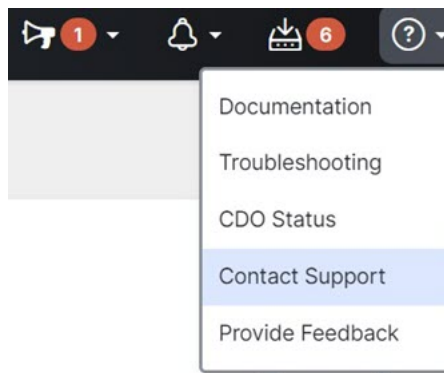 1
6
Documentation
Troubleshooting
CDO Status
Contact Support
Provide Feedback